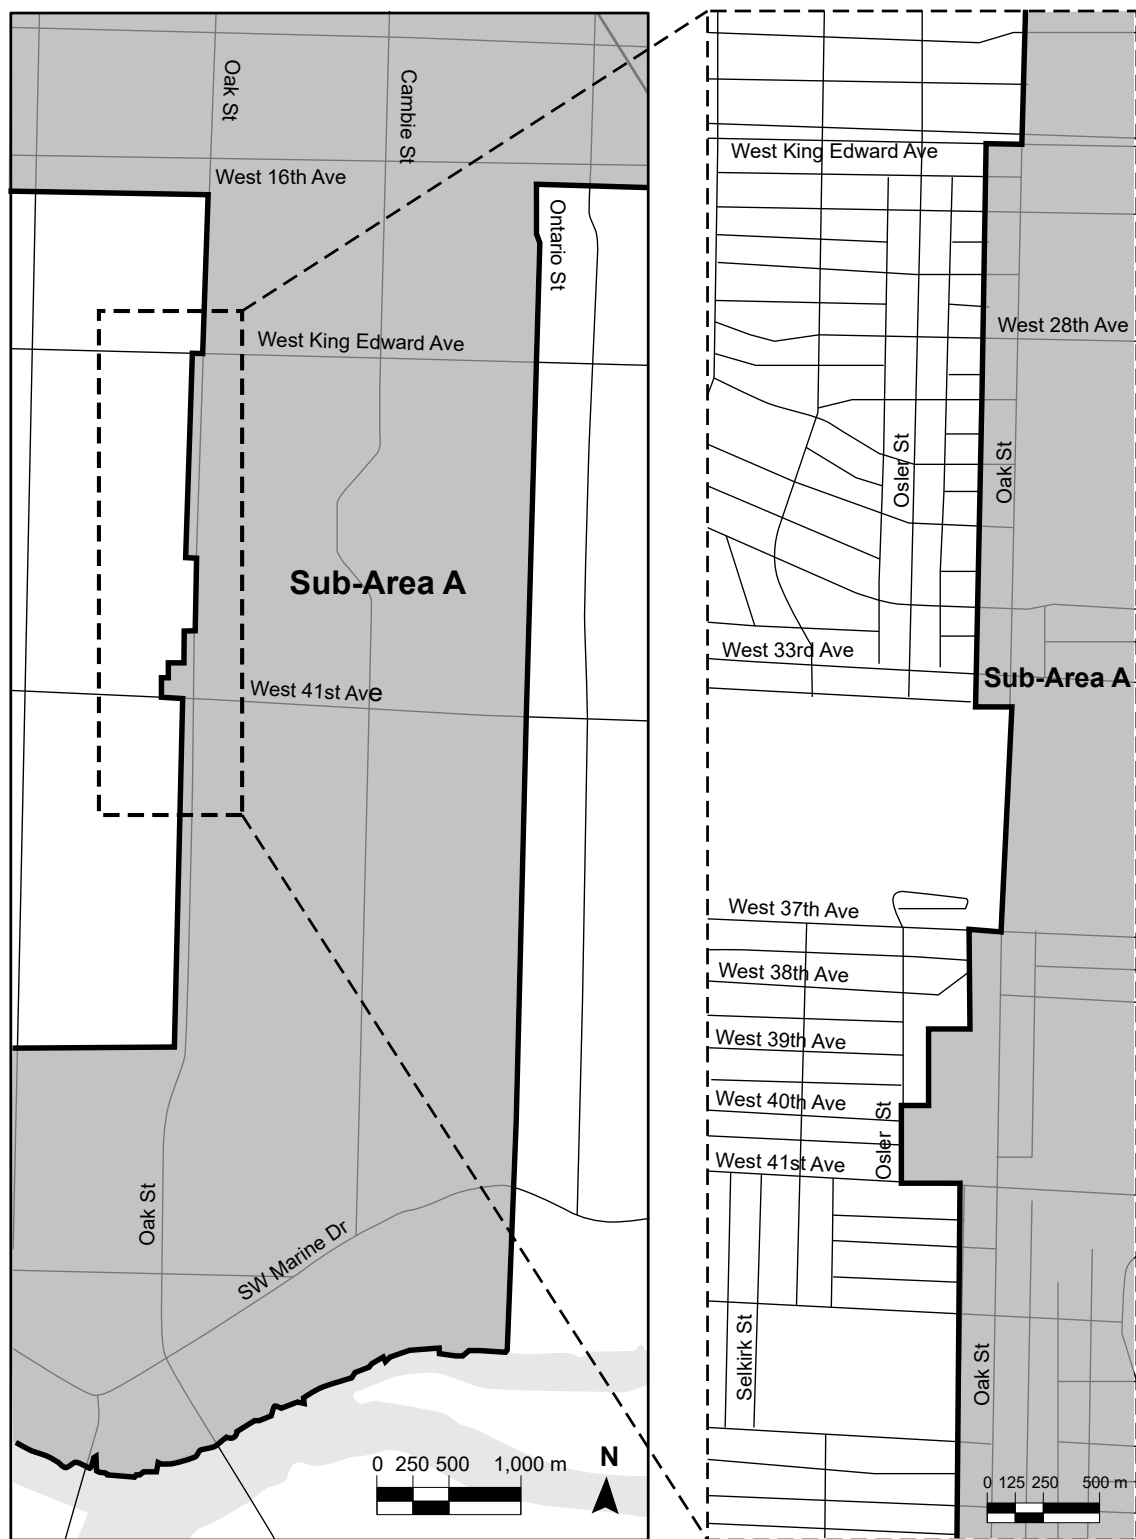 Oak St
Cambie St
West 16th Ave
Ontario St
West King Edward Ave
Sub-Area A
West 41st Ave
Oak St
SW Marine Dr
0 250 500 1,000 m
N
West King Edward Ave
West 28th Ave
Osler St
Oak St
West 33rd Ave
Sub-Area A
West 37th Ave
West 38th Ave
West 39th Ave
West 40th Ave
Osler St
West 41st Ave
Selkirk St
Oak St
0 125 250 500 m